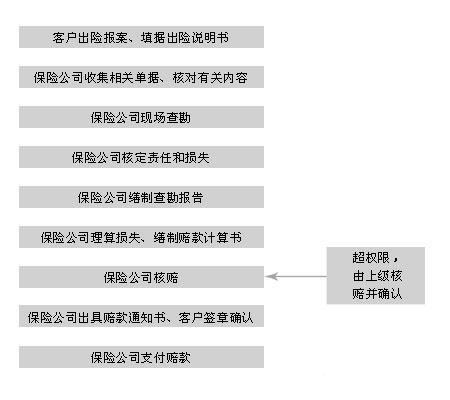 客户出险报案、填据出险说明书
保险公司收集相关单据、核对有关内容
保险公司现场查勘
保险公司核定责任和损失
保险公司缮制查勘报告
保险公司理算损失、缮制赔款计算书
保险公司核赔
超权限，
由上级核
赔并确认
保险公司出具赔款通知书、客户签章确认
保险公司支付赔款